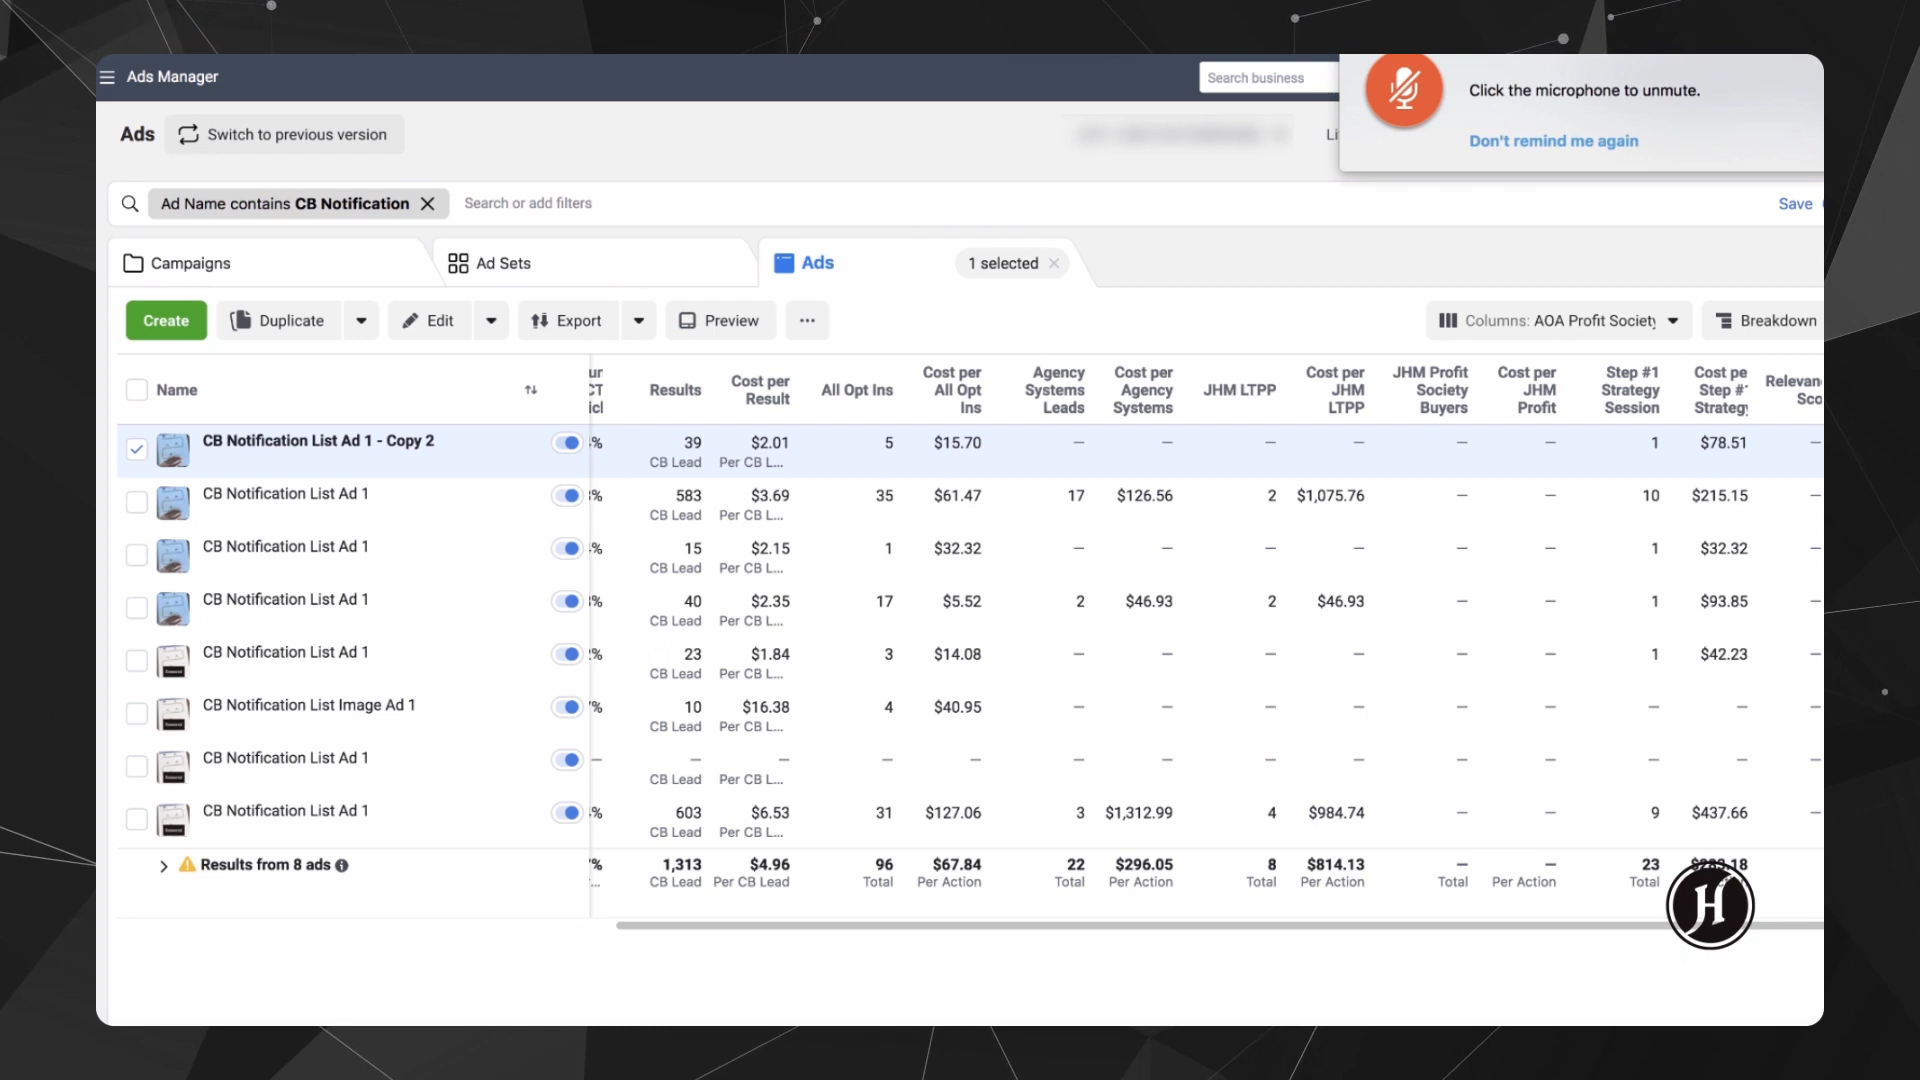 Ads Manager
Search business
Click the microphone to unmute.
Don't remind me again
Ads
Switch to previous version
Ad Name contains CB Notification
Search or add filters
Save
Campaigns
Ad Sets
Ads
1 selected
Create
Duplicate
Edit
Export
Preview
Columns: AOA Profit Society
Breakdown
Name
Results
Cost per Result
All Opt Ins
Cost per All Opt Ins
Agency Systems Leads
Cost per Agency Systems
JHM LTPP
Cost per JHM LTPP
JHM Profit Society Buyers
Cost per JHM Profit
Step #1 Strategy Session
Cost pe Step #1 Strategy
Relevan Sco
CB Notification List Ad 1 - Copy 2 % 39 $2.01 5 $15.70 — — — — — — 1 $78.51 —
CB Lead Per CB L...
CB Notification List Ad 1 % 583 $3.69 35 $61.47 17 $126.56 2 $1,075.76 — — 10 $215.15 —
CB Lead Per CB L...
CB Notification List Ad 1 % 15 $2.15 1 $32.32 — — — — — — 1 $32.32 —
CB Lead Per CB L...
CB Notification List Ad 1 % 40 $2.35 17 $5.52 2 $46.93 2 $46.93 — — 1 $93.85 —
CB Lead Per CB L...
CB Notification List Ad 1 % 23 $1.84 3 $14.08 — — — — — — 1 $42.23 —
CB Lead Per CB L...
CB Notification List Image Ad 1 % 10 $16.38 4 $40.95 — — — — — — — — —
CB Lead Per CB L...
CB Notification List Ad 1 — — — — — — — — — — — — — —
CB Lead Per CB L...
CB Notification List Ad 1 % 603 $6.53 31 $127.06 3 $1,312.99 4 $984.74 — — 9 $437.66 —
CB Lead Per CB L...
Results from 8 ads % 1,313 $4.96 96 $67.84 22 $296.05 8 $814.13 — — 23
CB Lead Per CB Lead Total Per Action Total Per Action Total Per Action Total Per Action Total
H